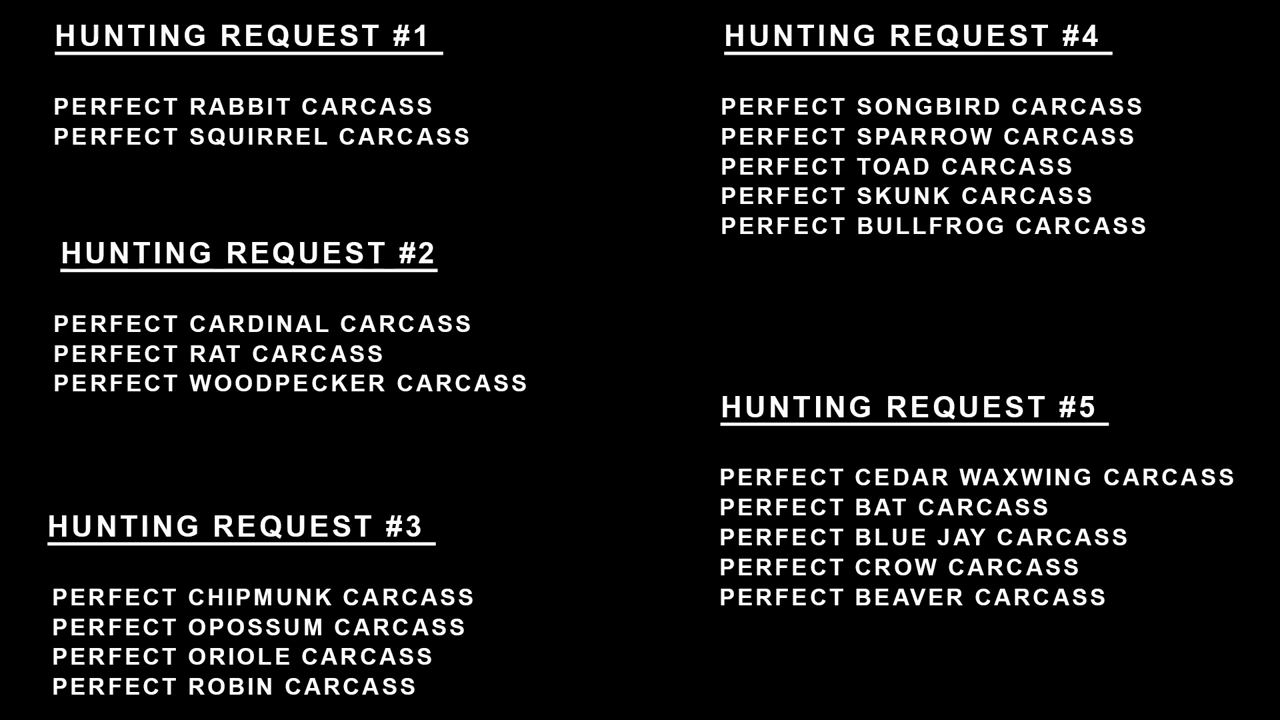 HUNTING REQUEST #1
PERFECT RABBIT CARCASS
PERFECT SQUIRREL CARCASS
HUNTING REQUEST #2
PERFECT CARDINAL CARCASS
PERFECT RAT CARCASS
PERFECT WOODPECKER CARCASS
HUNTING REQUEST #3
PERFECT CHIPMUNK CARCASS
PERFECT OPOSSUM CARCASS
PERFECT ORIOLE CARCASS
PERFECT ROBIN CARCASS
HUNTING REQUEST #4
PERFECT SONGBIRD CARCASS
PERFECT SPARROW CARCASS
PERFECT TOAD CARCASS
PERFECT SKUNK CARCASS
PERFECT BULLFROG CARCASS
HUNTING REQUEST #5
PERFECT CEDAR WAXWING CARCASS
PERFECT BAT CARCASS
PERFECT BLUE JAY CARCASS
PERFECT CROW CARCASS
PERFECT BEAVER CARCASS